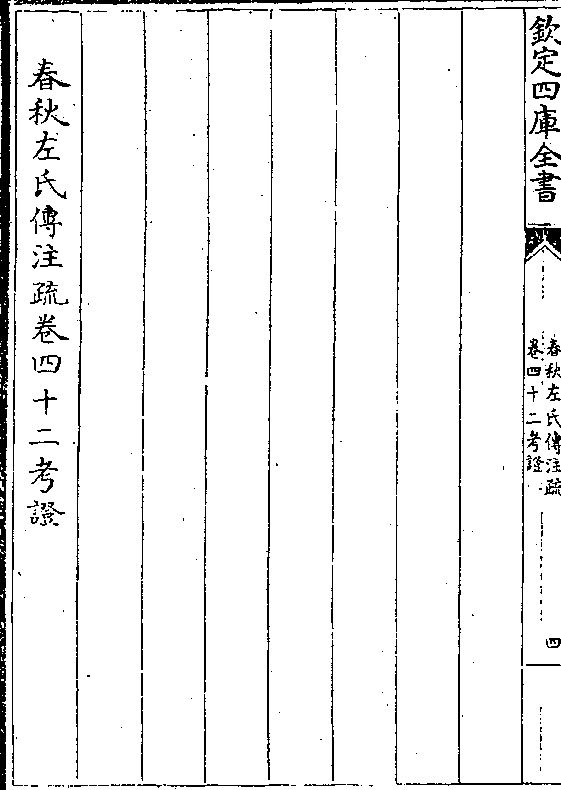 欽定四庫全書
春秋左氏傳注疏
卷四十二考證
四
春秋左氏傳注疏卷四十二考證